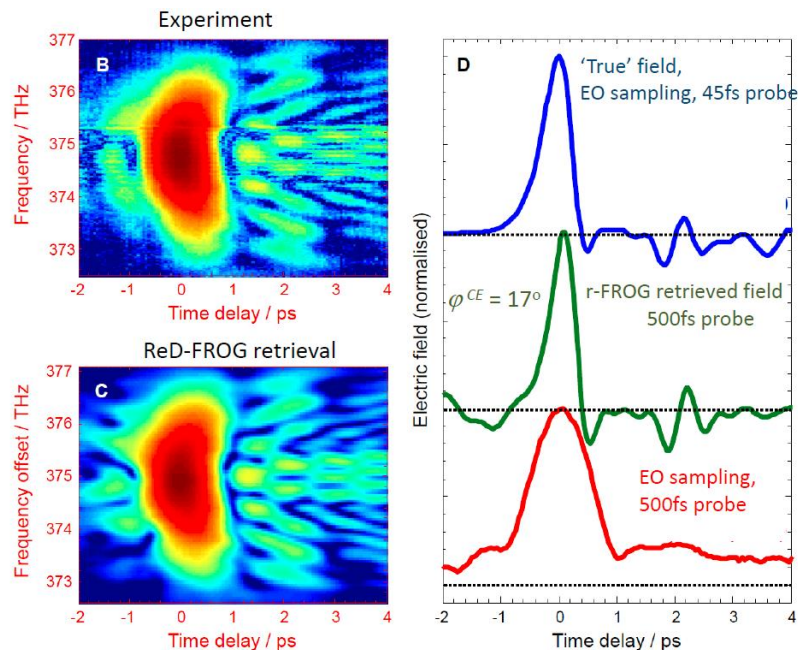 Experiment
B
377
376
375
374
373
Frequency / THz
-2 -1 0 1 2 3 4
Time delay / ps
ReD-FROG retrieval
C
377
376
375
374
373
Frequency offset / THz
-2 -1 0 1 2 3 4
Time delay / ps
D
‘True’ field,
EO sampling, 45fs probe
φ CE = 17o
r-FROG retrieved field
500fs probe
EO sampling,
500fs probe
Electric field (normalised)
-2 -1 0 1 2 3 4
Time delay / ps